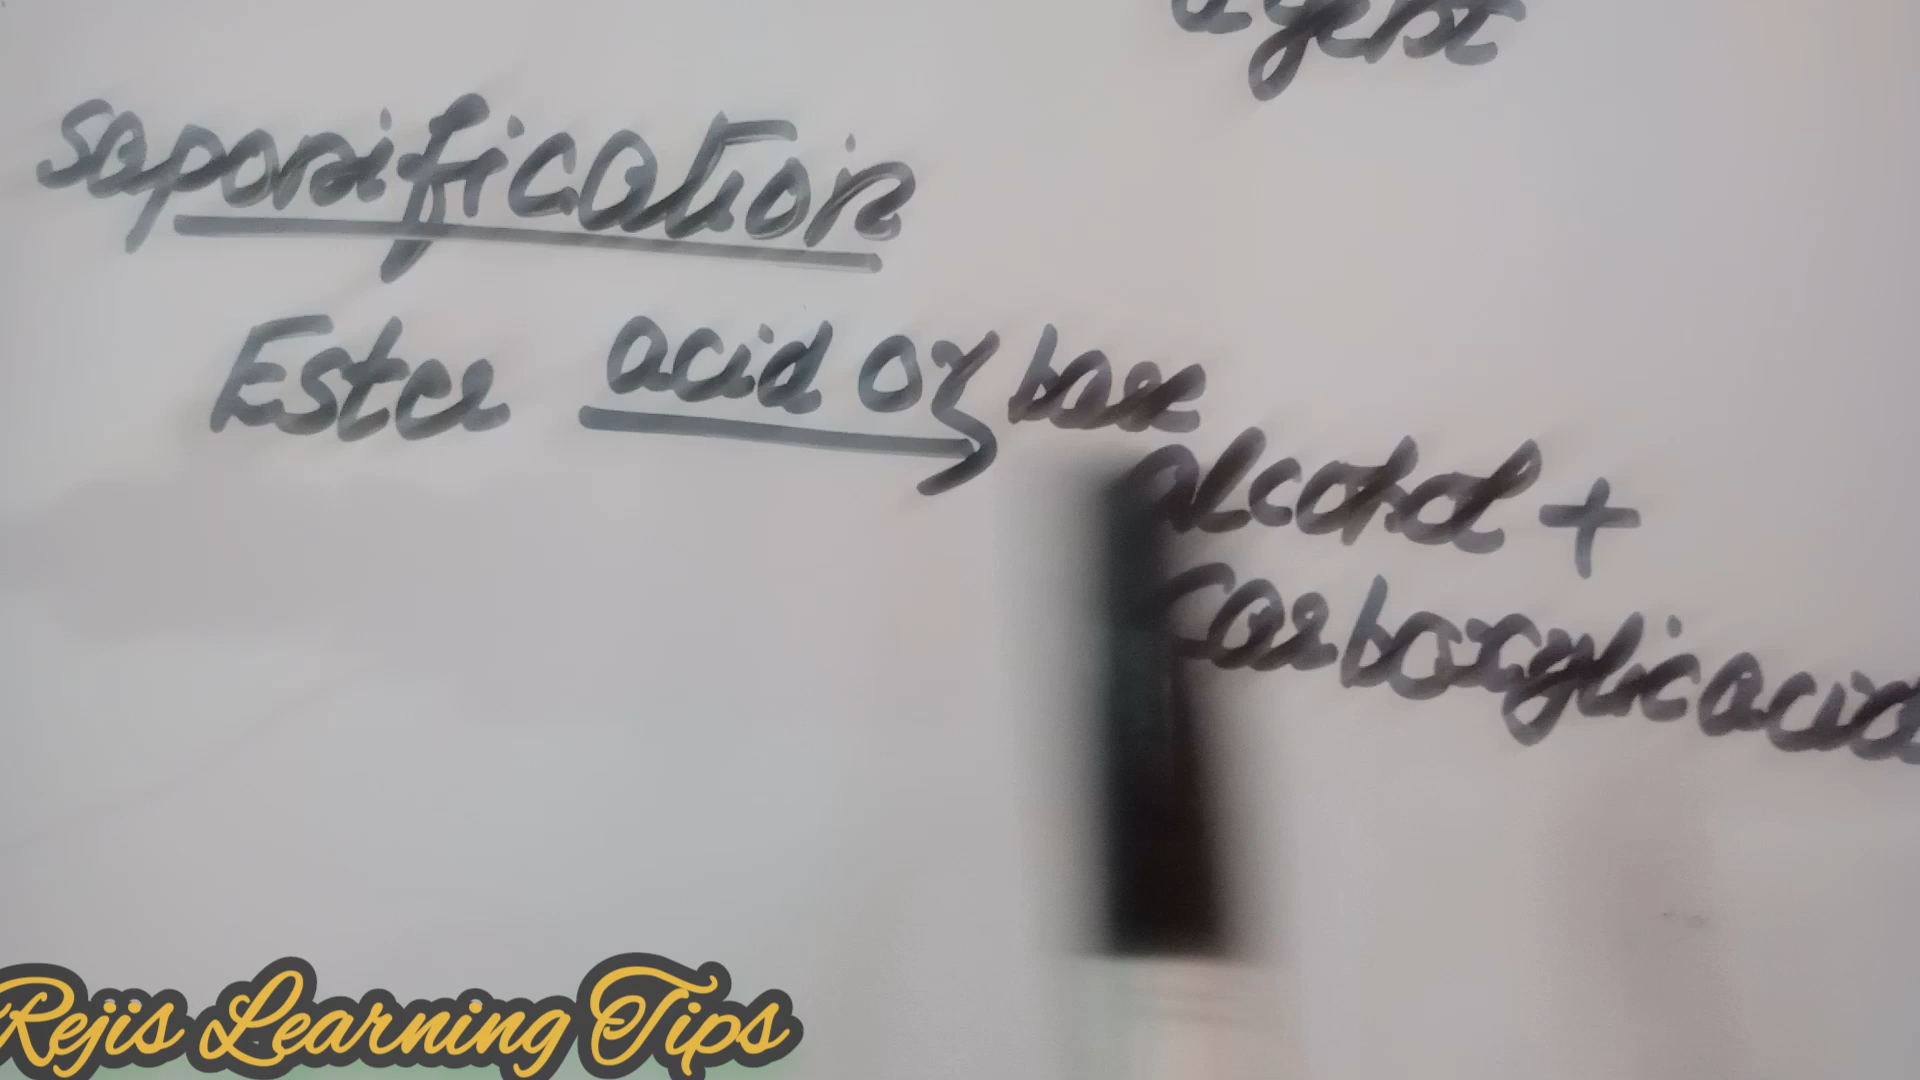 agent
saponification
Ester acid or base
alcohol +
carboxylic acid
Rejis Learning Tips